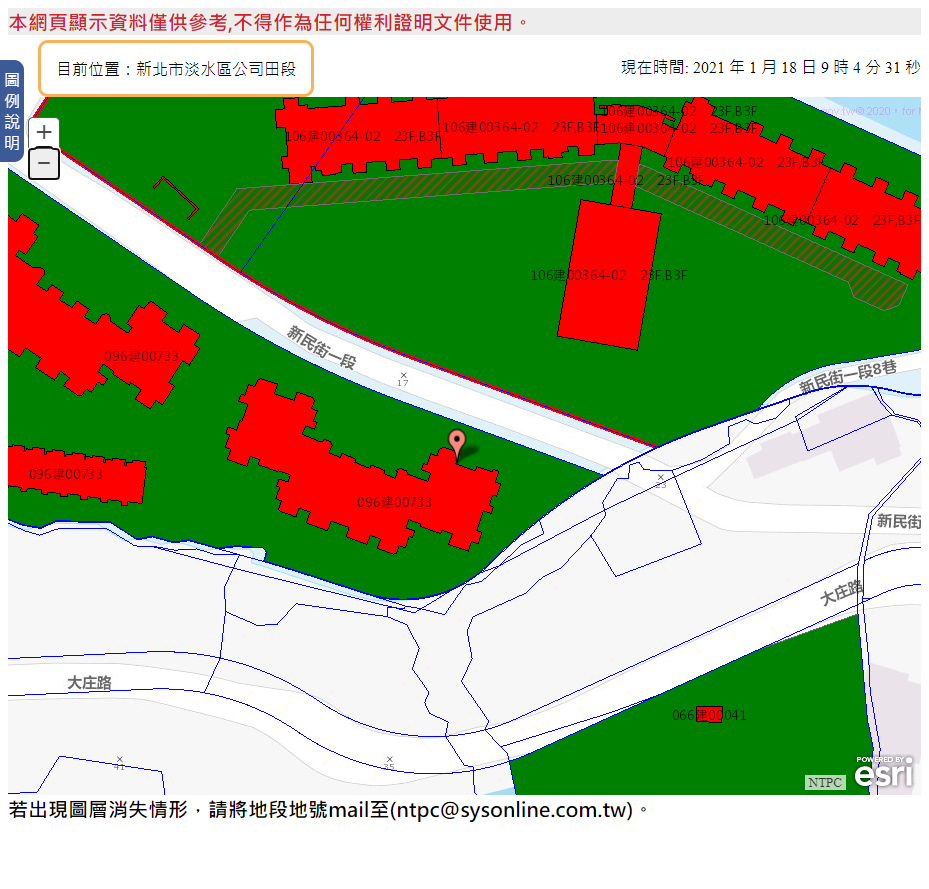 本網頁顯示資料僅供參考,不得作為任何權利證明文件使用。
目前位置：新北市淡水區公司田段
現在時間: 2021 年 1 月 18 日 9 時 4 分 31 秒
圖例說明
+
−
106建00364-02 23F,B3F
106建00364-02 23F,B3F
106建00364-02 23F,B3F
106建00364-02 23F,B3F
106建00364-02 23F,B3F
106建00364-02 23F,B3F
106建00364-02 23F,B3F
106建00364-02 23F,B3F
新民街一段
17
096建00733
新民街一段8巷
096建00733
096建00733
23
新民街
大庄路
大庄路
066建00041
41
35
POWERED BY
esri
NTPC
若出現圖層消失情形，請將地段地號mail至(ntpc@sysonline.com.tw)。